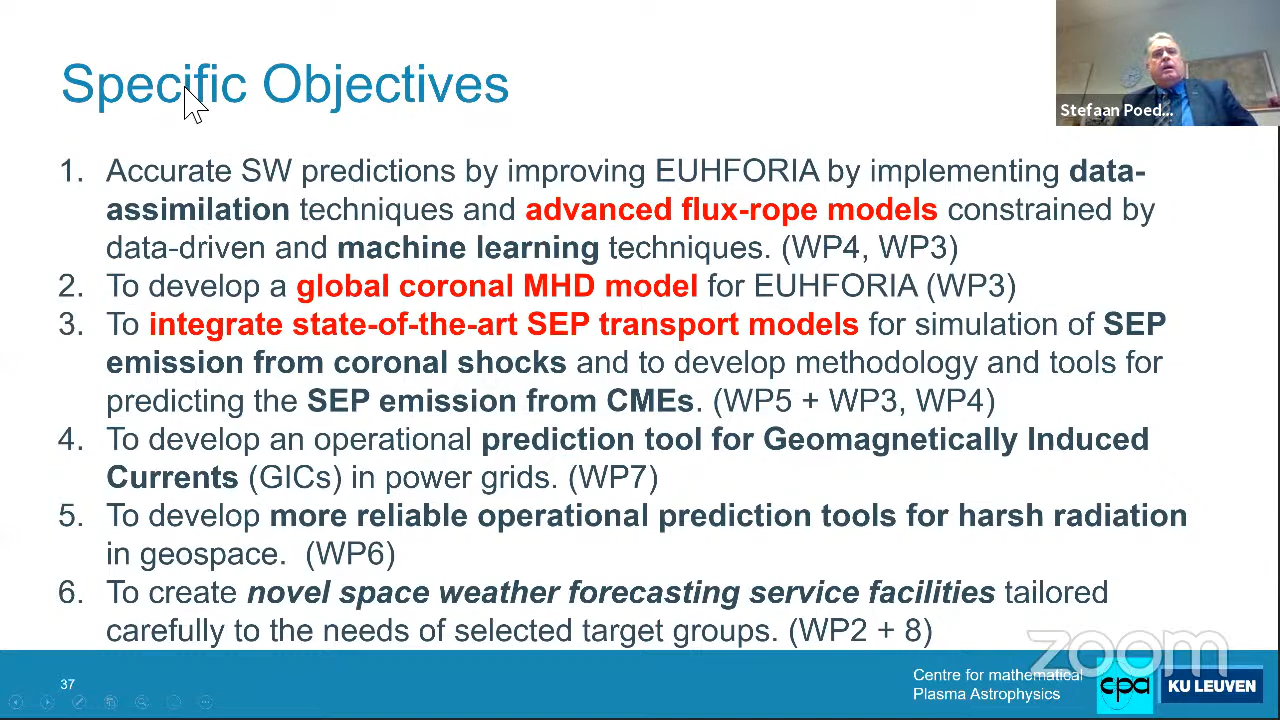 Specific Objectives
Stefaan Poed...
1. Accurate SW predictions by improving EUHFORIA by implementing data-
assimilation techniques and advanced flux-rope models constrained by
data-driven and machine learning techniques. (WP4, WP3)
2. To develop a global coronal MHD model for EUHFORIA (WP3)
3. To integrate state-of-the-art SEP transport models for simulation of SEP
emission from coronal shocks and to develop methodology and tools for
predicting the SEP emission from CMEs. (WP5 + WP3, WP4)
4. To develop an operational prediction tool for Geomagnetically Induced
Currents (GICs) in power grids. (WP7)
5. To develop more reliable operational prediction tools for harsh radiation
in geospace. (WP6)
6. To create novel space weather forecasting service facilities tailored
carefully to the needs of selected target groups. (WP2 + 8)
zoom
37
Centre for mathematical
Plasma Astrophysics
cpa
KU LEUVEN